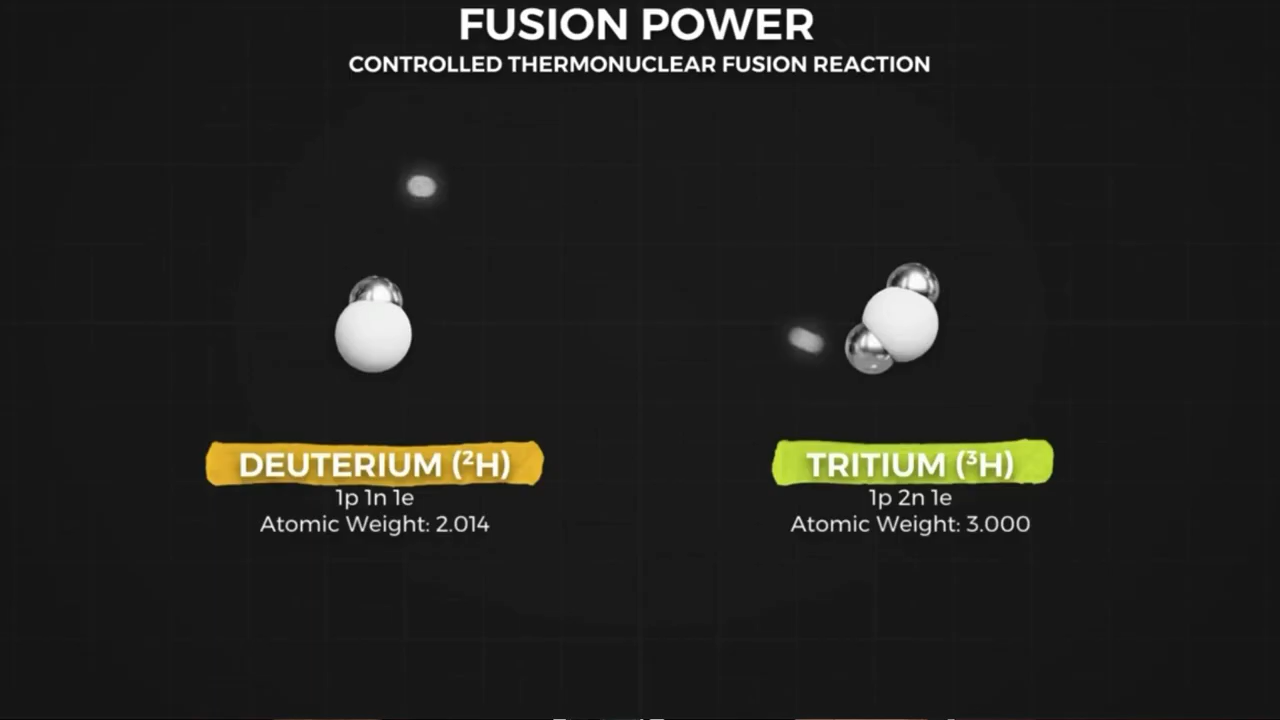 FUSION POWER
CONTROLLED THERMONUCLEAR FUSION REACTION
DEUTERIUM (²H)
1p 1n 1e
Atomic Weight: 2.014
TRITIUM (³H)
1p 2n 1e
Atomic Weight: 3.000